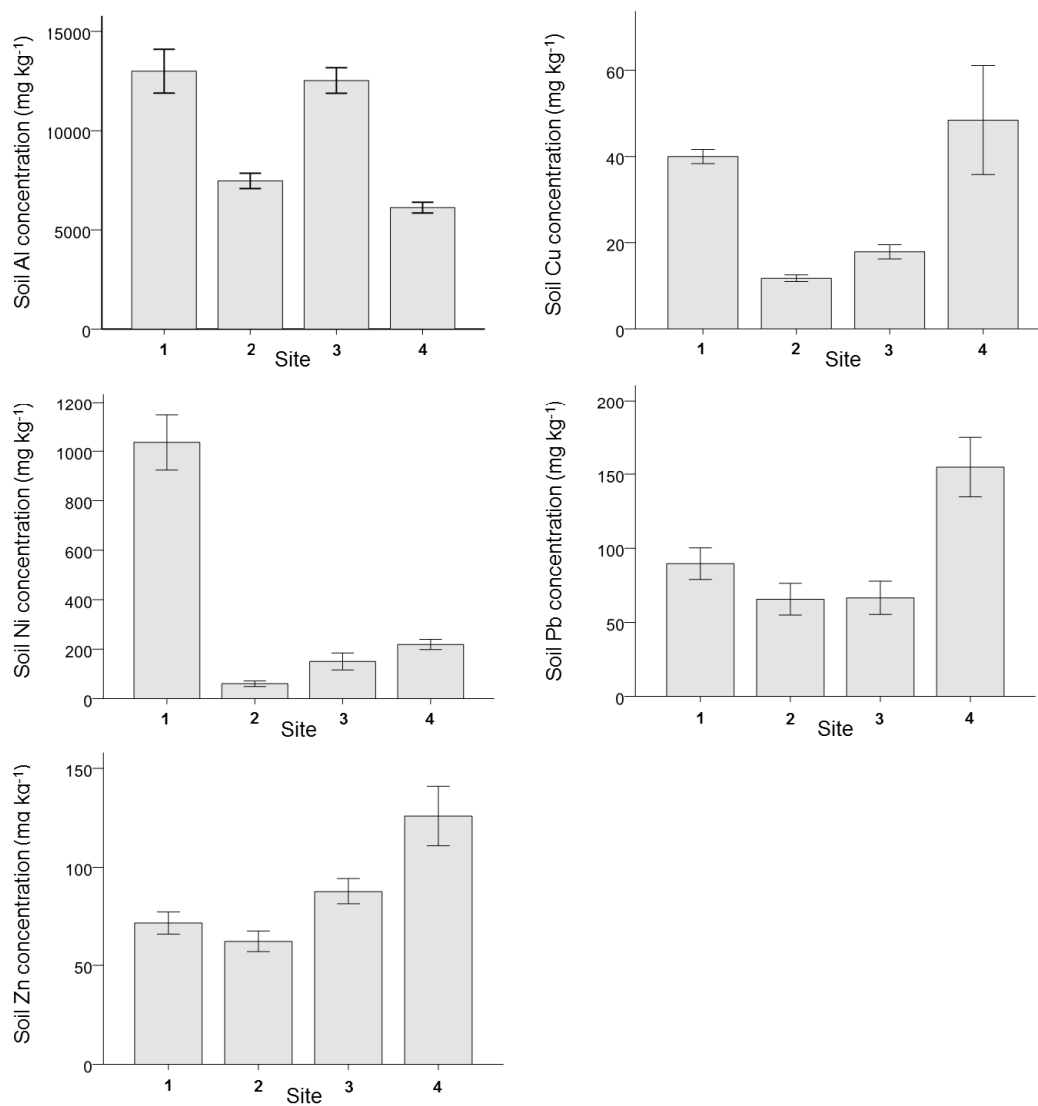 Soil Al concentration (mg kg⁻¹)
15000
10000
5000
0
1 2 3 4
Site
Soil Cu concentration (mg kg⁻¹)
60
40
20
0
1 2 3 4
Site
Soil Ni concentration (mg kg⁻¹)
1200
1000
800
600
400
200
0
1 2 3 4
Site
Soil Pb concentration (mg kg⁻¹)
200
150
100
50
0
1 2 3 4
Site
Soil Zn concentration (mg kg⁻¹)
150
100
50
0
1 2 3 4
Site